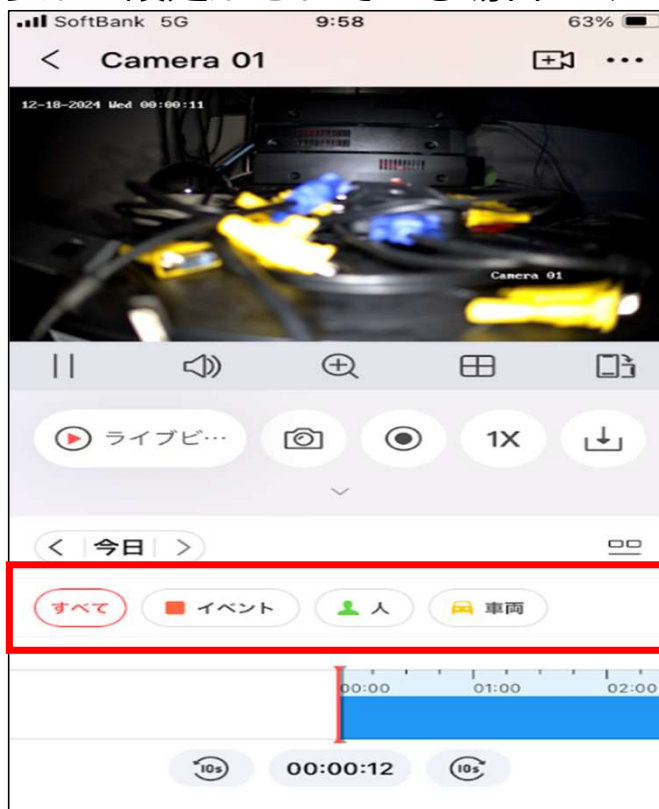 SoftBank 5G 9:58 63%
Camera 01
12-18-2024 Wed 00:00:11
Camera 01
ライブビ…
1X
今日
すべて イベント 人 車両
00:00 01:00 02:00
10s 00:00:12 10s